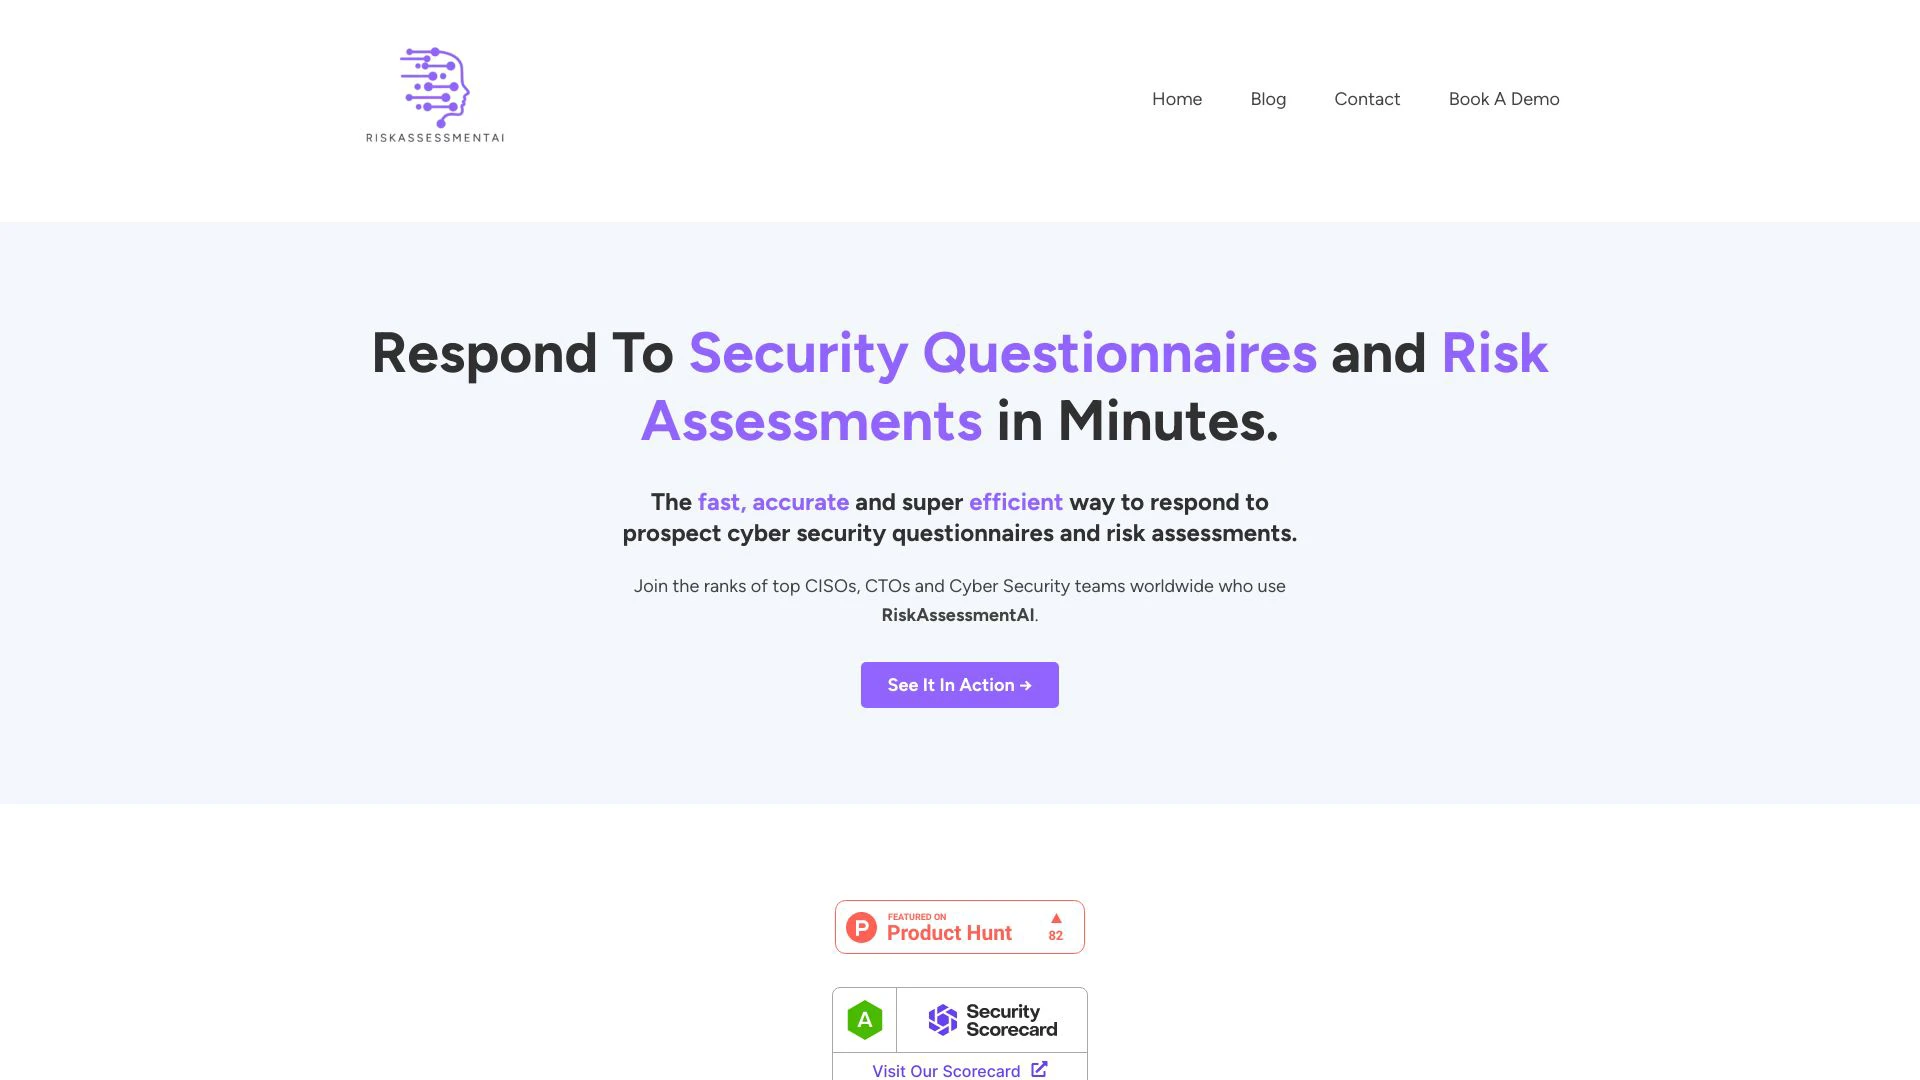 RISKASSESSMENTAI
Home
Blog
Contact
Book A Demo
Respond To Security Questionnaires and Risk
Assessments in Minutes.
The fast, accurate and super efficient way to respond to
prospect cyber security questionnaires and risk assessments.
Join the ranks of top CISOs, CTOs and Cyber Security teams worldwide who use
RiskAssessmentAI.
See It In Action →
P
FEATURED ON
Product Hunt
▲
82
A
Security
Scorecard
Visit Our Scorecard